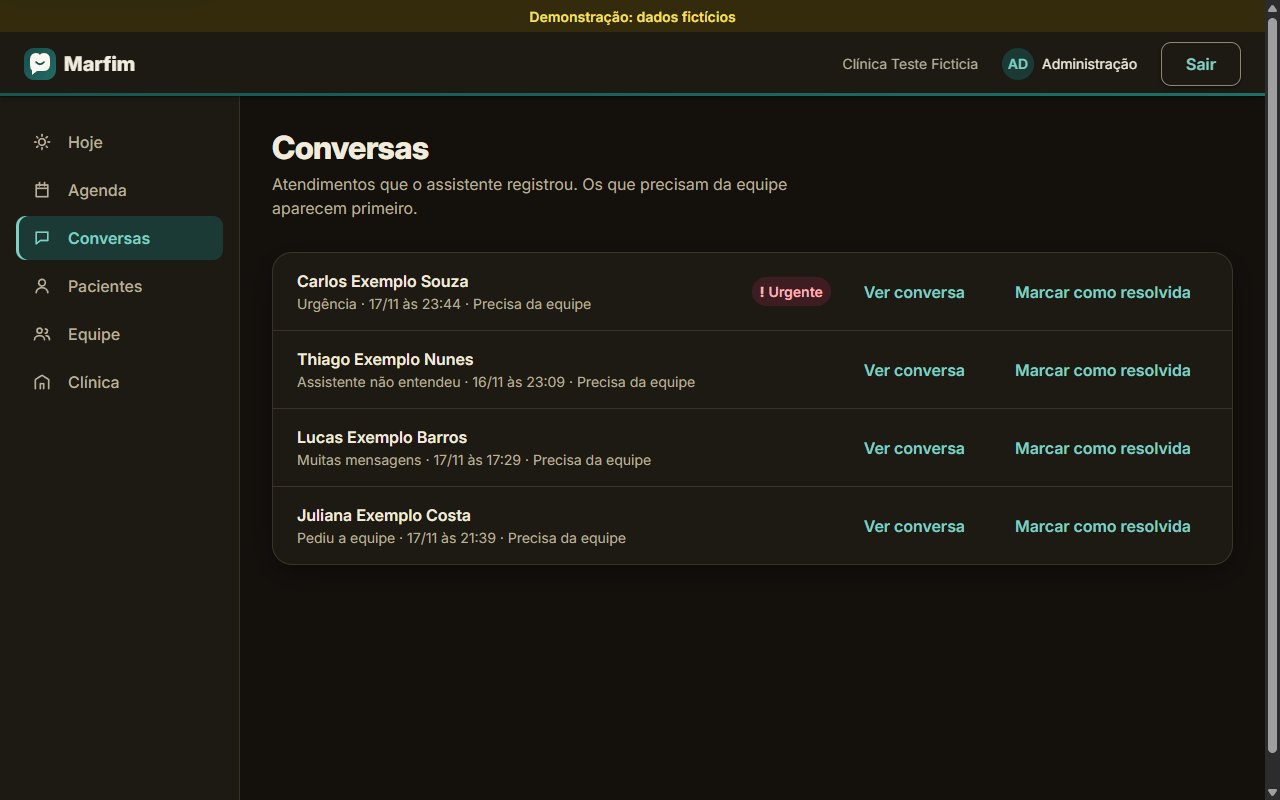 Demonstração: dados fictícios
Marfim
Clínica Teste Ficticia
AD
Administração
Sair
Hoje
Agenda
Conversas
Pacientes
Equipe
Clínica
Conversas
Atendimentos que o assistente registrou. Os que precisam da equipe
aparecem primeiro.
Carlos Exemplo Souza
Urgência · 17/11 às 23:44 · Precisa da equipe
! Urgente
Ver conversa
Marcar como resolvida
Thiago Exemplo Nunes
Assistente não entendeu · 16/11 às 23:09 · Precisa da equipe
Ver conversa
Marcar como resolvida
Lucas Exemplo Barros
Muitas mensagens · 17/11 às 17:29 · Precisa da equipe
Ver conversa
Marcar como resolvida
Juliana Exemplo Costa
Pediu a equipe · 17/11 às 21:39 · Precisa da equipe
Ver conversa
Marcar como resolvida